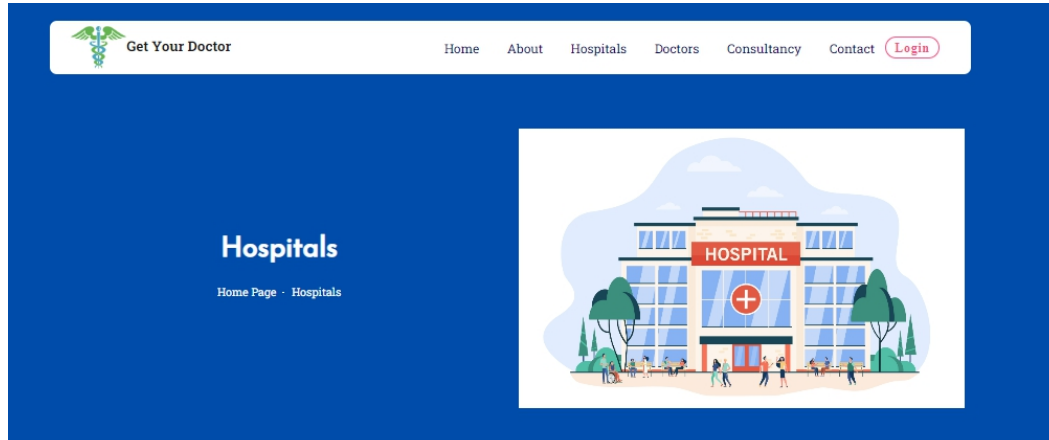 Get Your Doctor
Home About Hospitals Doctors Consultancy Contact Login
Hospitals
Home Page - Hospitals
HOSPITAL